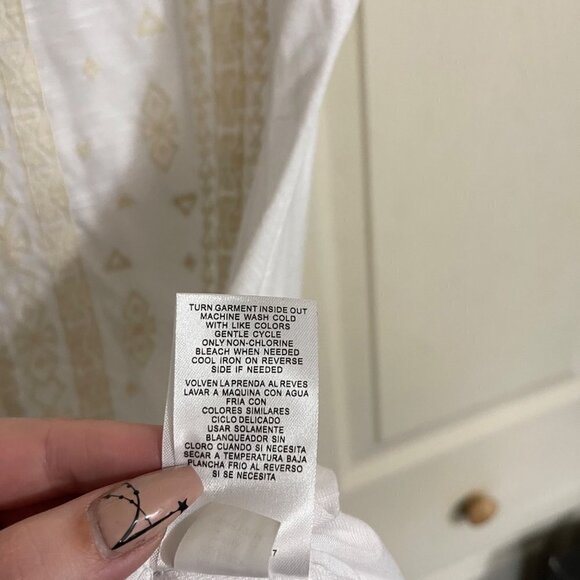 TURN GARMENT INSIDE OUT
MACHINE WASH COLD
WITH LIKE COLORS
GENTLE CYCLE
ONLY NON-CHLORINE
BLEACH WHEN NEEDED
COOL IRON ON REVERSE
SIDE IF NEEDED
VOLVEN LA PRENDA AL REVES
LAVAR A MAQUINA CON AGUA
FRIA CON
COLORES SIMILARES
CICLO DELICADO
USAR SOLAMENTE
BLANQUEADOR SIN
CLORO CUANDO SI NECESITA
SECAR A TEMPERATURA BAJA
PLANCHA FRIO AL REVERSO
SI SE NECESITA
7